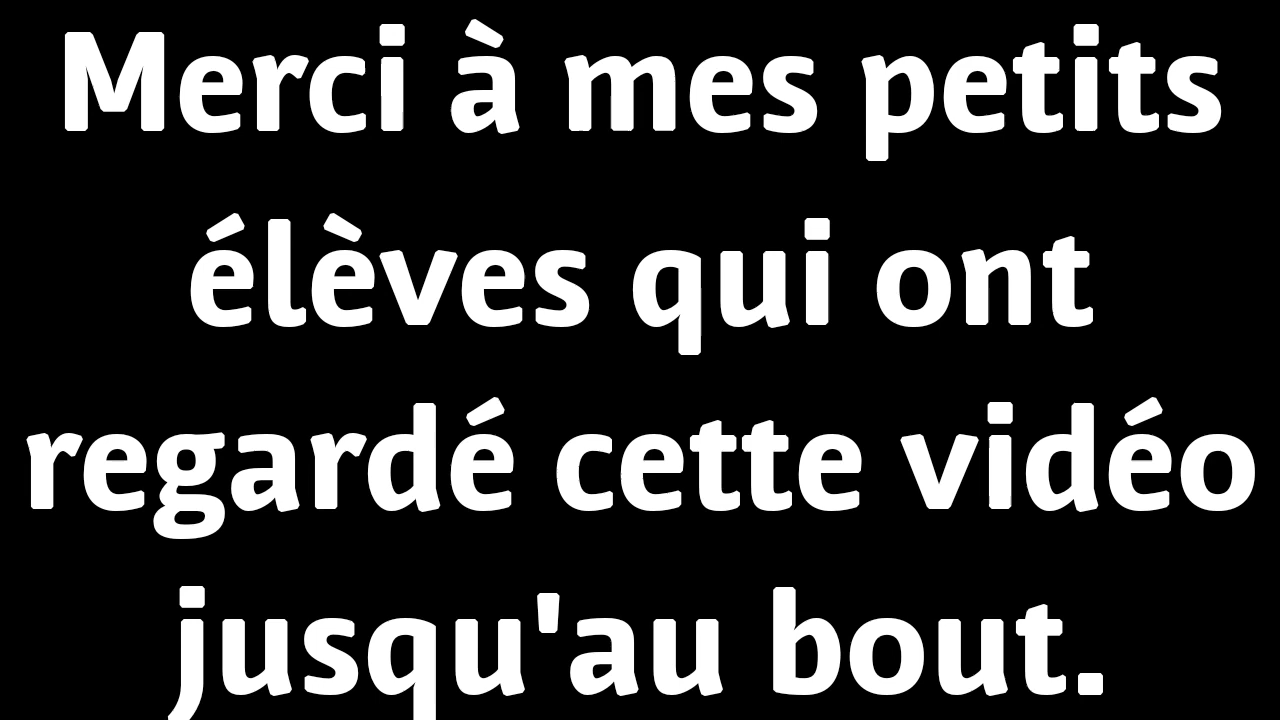 Merci à mes petits
élèves qui ont
regardé cette vidéo
jusqu'au bout.